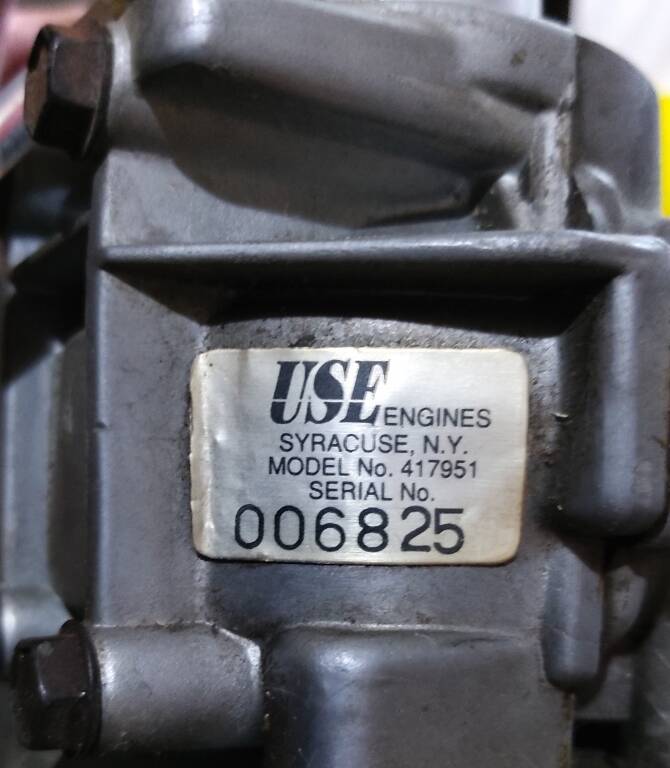 USE ENGINES
SYRACUSE, N.Y.
MODEL No. 417951
SERIAL No.
006825